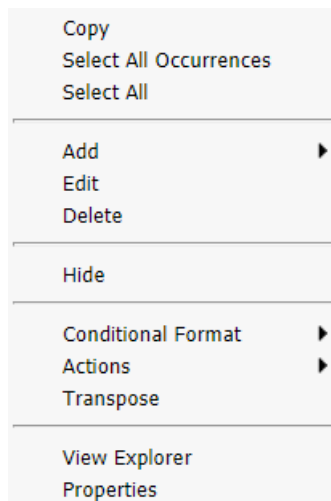 Copy
Select All Occurrences
Select All
Add
Edit
Delete
Hide
Conditional Format
Actions
Transpose
View Explorer
Properties